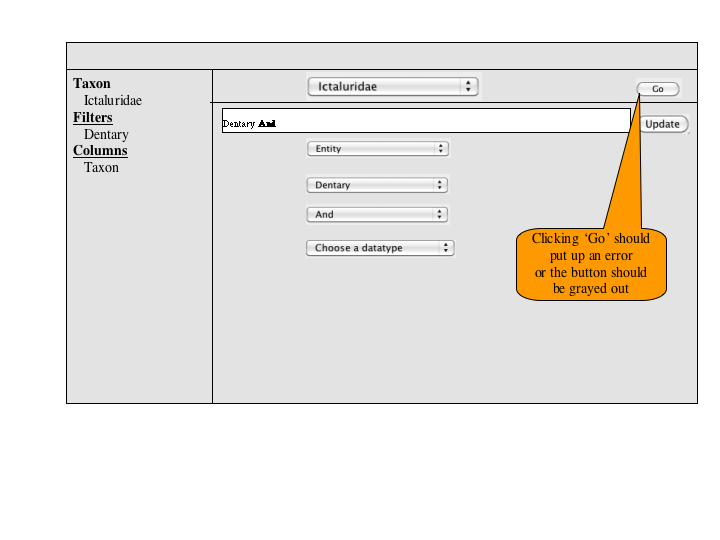 Taxon
Ictaluridae
Filters
Dentary
Columns
Taxon
Ictaluridae
Go
Dentary And
Update
Entity
Dentary
And
Choose a datatype
Clicking ‘Go’ should
put up an error
or the button should
be grayed out